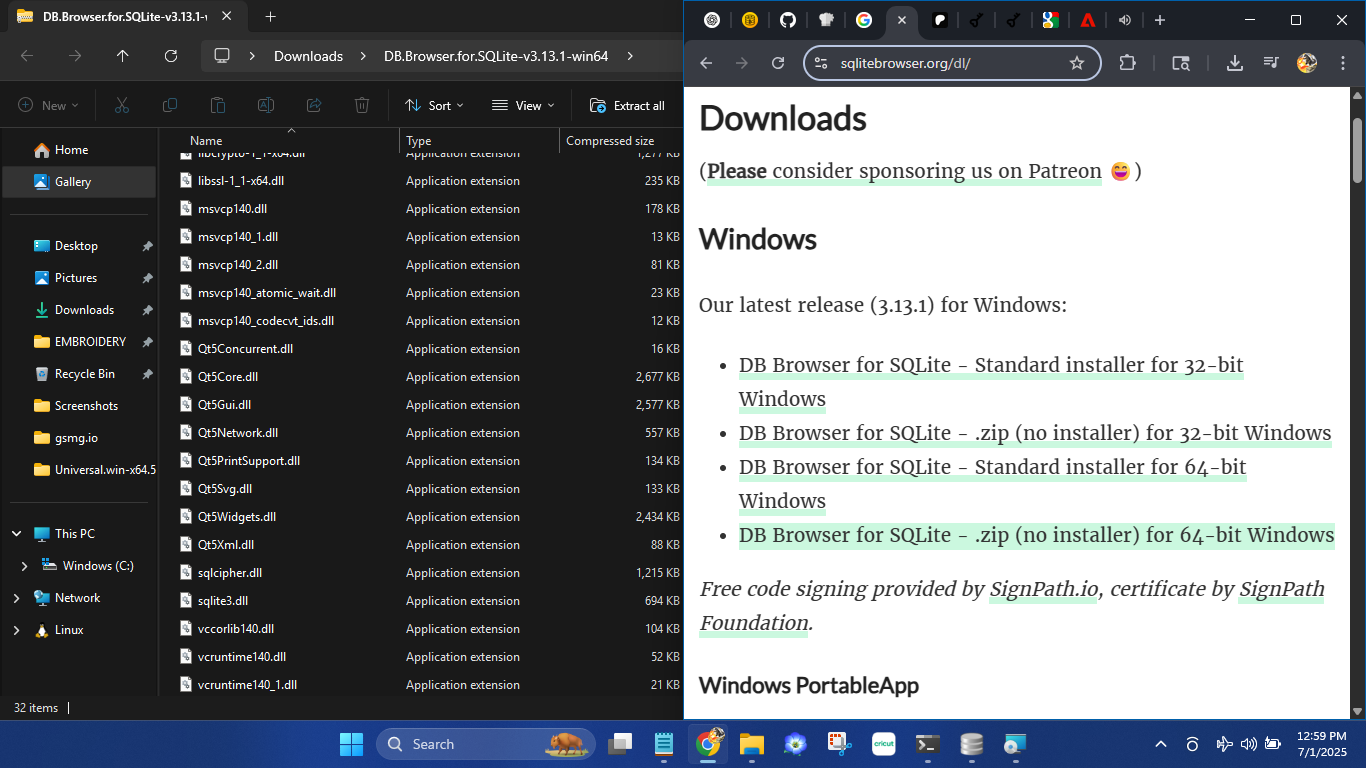 DB.Browser.for.SQLite-v3.13.1-v
Downloads
DB.Browser.for.SQLite-v3.13.1-win64
New
Sort
View
Extract all
Home
Gallery
Desktop
Pictures
Downloads
EMBROIDERY
Recycle Bin
Screenshots
gsmg.io
Universal.win-x64.5
This PC
Windows (C:)
Network
Linux
Name Type Compressed size
libcrypto-1_1-x64.dll Application extension 1,277 KB
libssl-1_1-x64.dll Application extension 235 KB
msvcp140.dll Application extension 178 KB
msvcp140_1.dll Application extension 13 KB
msvcp140_2.dll Application extension 81 KB
msvcp140_atomic_wait.dll Application extension 23 KB
msvcp140_codecvt_ids.dll Application extension 12 KB
Qt5Concurrent.dll Application extension 16 KB
Qt5Core.dll Application extension 2,677 KB
Qt5Gui.dll Application extension 2,577 KB
Qt5Network.dll Application extension 557 KB
Qt5PrintSupport.dll Application extension 134 KB
Qt5Svg.dll Application extension 133 KB
Qt5Widgets.dll Application extension 2,434 KB
Qt5Xml.dll Application extension 88 KB
sqlcipher.dll Application extension 1,215 KB
sqlite3.dll Application extension 694 KB
vccorlib140.dll Application extension 104 KB
vcruntime140.dll Application extension 52 KB
vcruntime140_1.dll Application extension 21 KB
32 items
sqlitebrowser.org/dl/
Downloads
(Please consider sponsoring us on Patreon 😄)
Windows
Our latest release (3.13.1) for Windows:
• DB Browser for SQLite - Standard installer for 32-bit
Windows
• DB Browser for SQLite - .zip (no installer) for 32-bit Windows
• DB Browser for SQLite - Standard installer for 64-bit
Windows
• DB Browser for SQLite - .zip (no installer) for 64-bit Windows
Free code signing provided by SignPath.io, certificate by SignPath
Foundation.
Windows PortableApp
Search
cricut
12:59 PM
7/1/2025